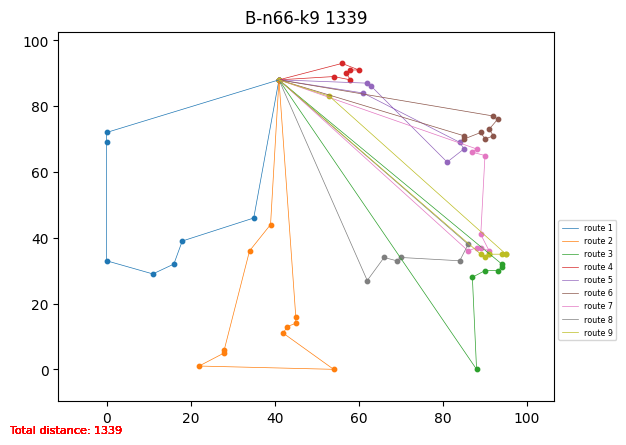 B-n66-k9 1339
100
80
60
40
20
0
0 20 40 60 80 100
route 1
route 2
route 3
route 4
route 5
route 6
route 7
route 8
route 9
Total distance: 1339